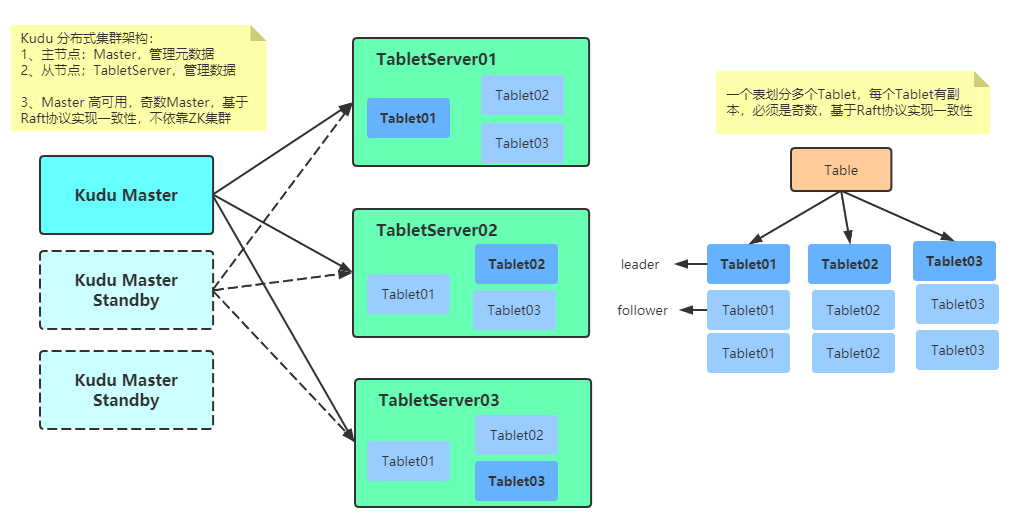 Kudu 分布式集群架构：
1、主节点：Master，管理元数据
2、从节点；TabletServer，管理数据
3、Master 高可用，奇数Master，基于
Raft协议实现一致性，不依靠ZK集群
Kudu Master
Kudu Master
Standby
Kudu Master
Standby
TabletServer01
Tablet01
Tablet02
Tablet03
TabletServer02
Tablet01
Tablet02
Tablet03
TabletServer03
Tablet01
Tablet02
Tablet03
一个表划分多个Tablet，每个Tablet有副
本，必须是奇数，基于Raft协议实现一致性
Table
leader
Tablet01
Tablet02
Tablet03
follower
Tablet01
Tablet02
Tablet03
Tablet01
Tablet02
Tablet03